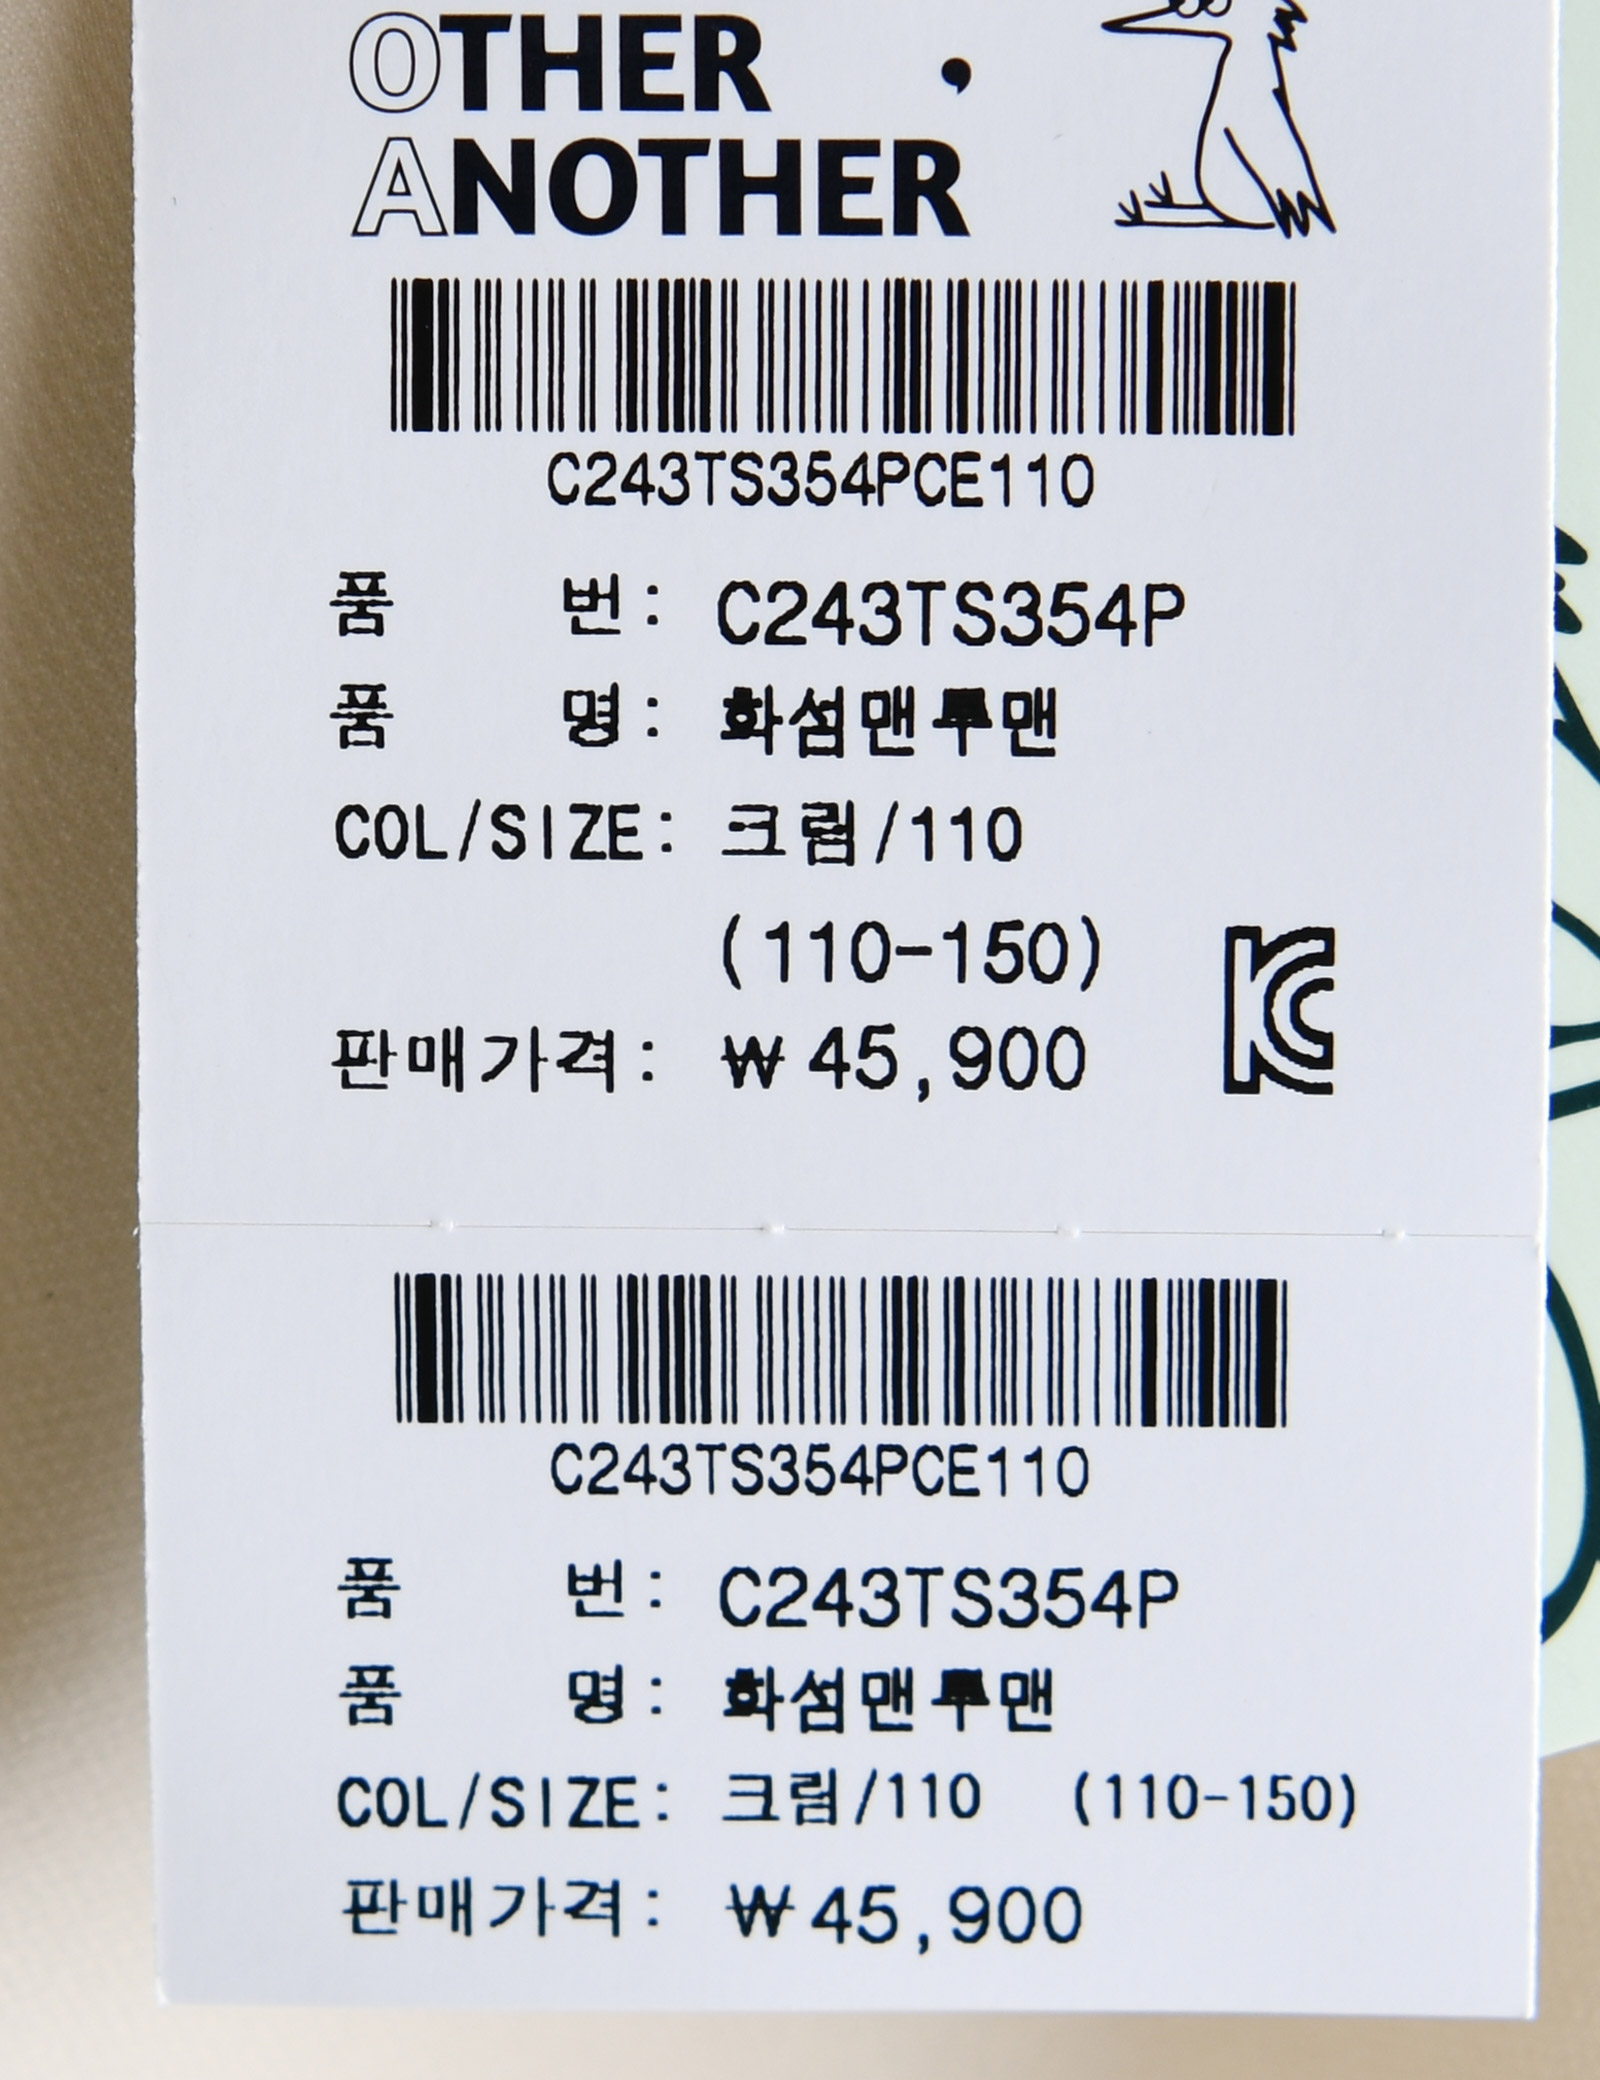 OTHER ,
ANOTHER
C243TS354PCE110
품 번: C243TS354P
품 명: 화섬맨투맨
COL/SIZE: 크림/110
(110-150)
판매가격: ₩45,900
C243TS354PCE110
품 번: C243TS354P
품 명: 화섬맨투맨
COL/SIZE: 크림/110 (110-150)
판매가격: ₩45,900